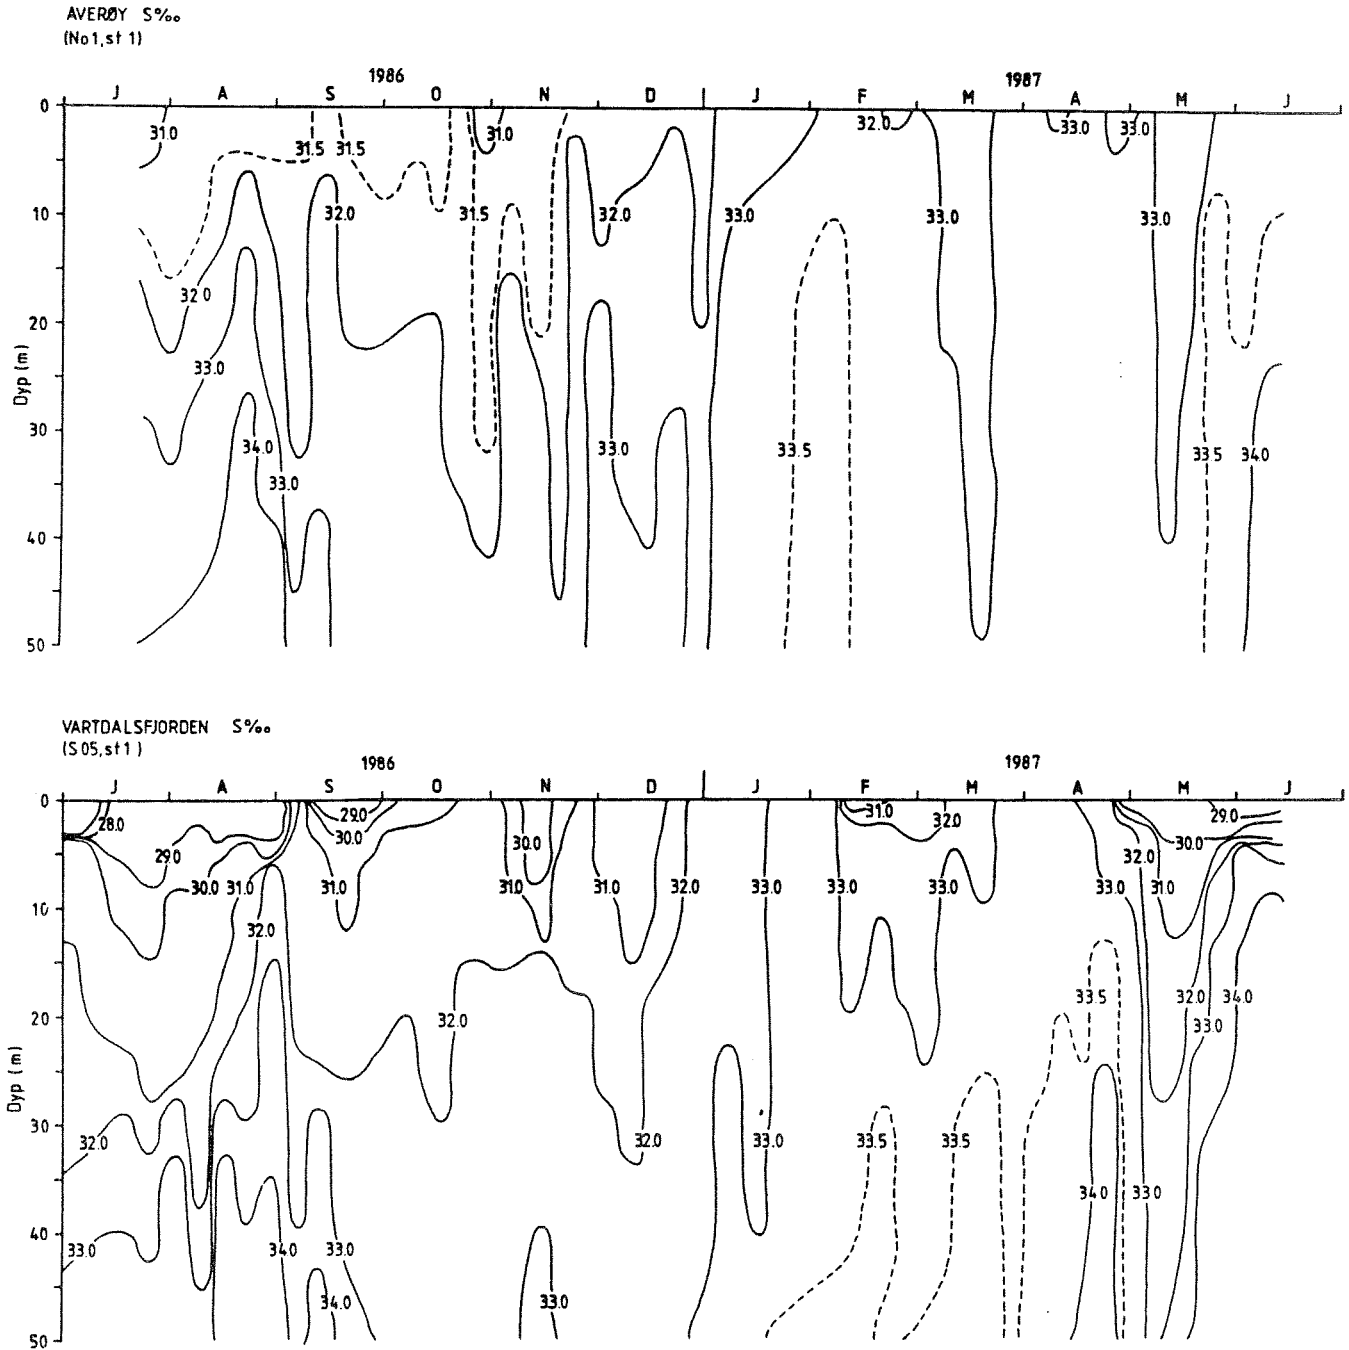 AVERØY S‰
(No1,st 1)
1986 1987
J A S O N D J F M A M J
0
31.0 31.5 31.5 31.0 32.0 33.0 33.0
10
32.0 31.5 32.0 33.0 33.0 33.0
32.0
20
33.0
30
34.0 33.0 33.5 33.5 34.0
33.0
40
50
Dyp (m)
VARTDALSFJORDEN S‰
(S05,st1)
1986 1987
J A S O N D J F M A M J
0
28.0 29.0 31.0 32.0 29.0
29.0 30.0 30.0 32.0 30.0
30.0 31.0 31.0 31.0 31.0 32.0 33.0 33.0 33.0 33.0 31.0
10
32.0
33.5 32.0 34.0
20
32.0 33.0
30
32.0 32.0 33.0 33.5 33.5
34.0 33.0
40
33.0 34.0 33.0
34.0 33.0
50
Dyp (m)